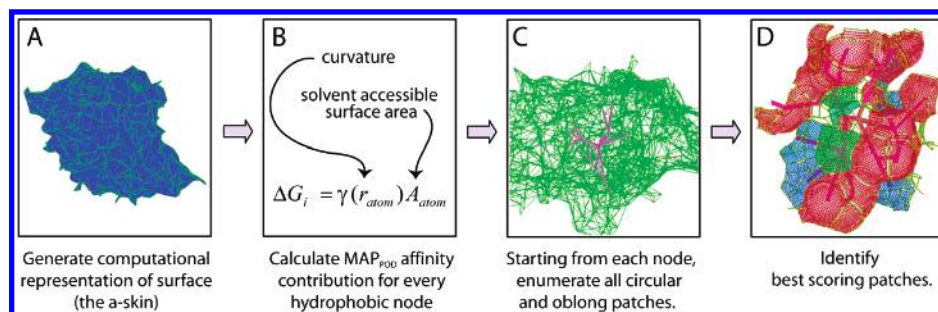 A
B
C
D
curvature
solvent accessible
surface area
ΔG_i = γ(r_atom)A_atom
Generate computational
representation of surface
(the a-skin)
Calculate MAP_POD affinity
contribution for every
hydrophobic node
Starting from each node,
enumerate all circular
and oblong patches.
Identify
best scoring patches.